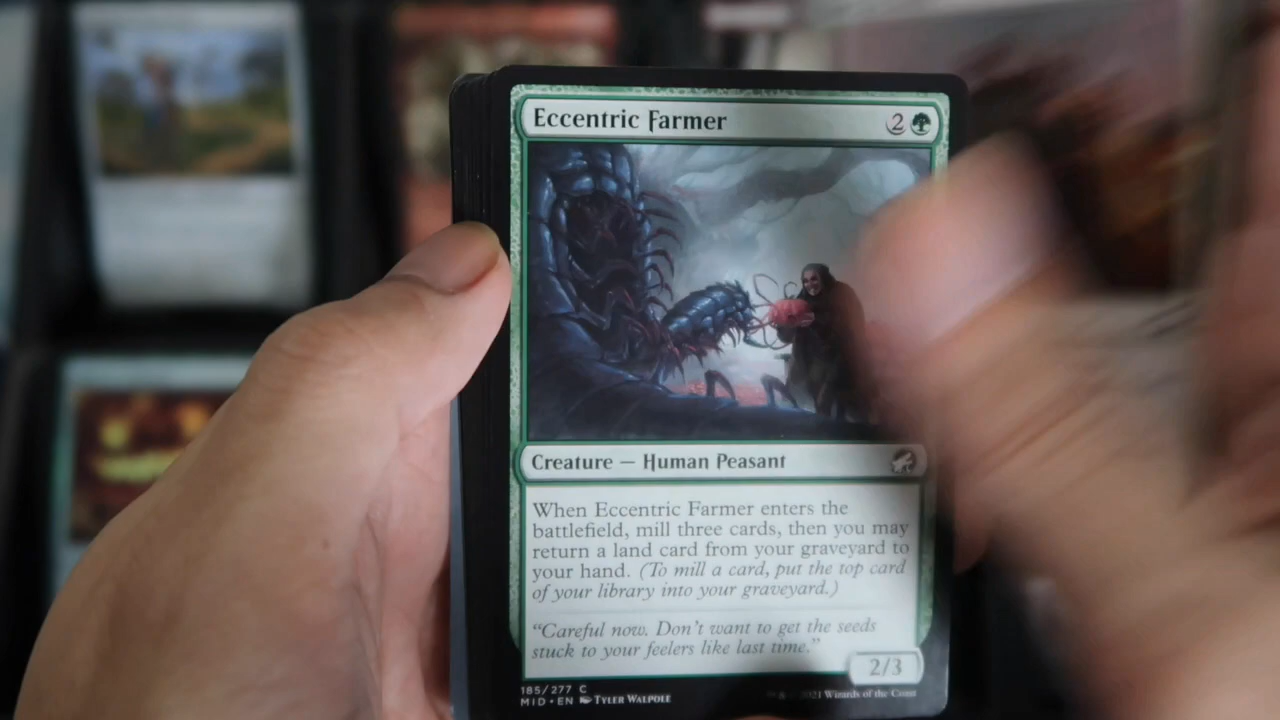 Eccentric Farmer 2
Creature — Human Peasant
When Eccentric Farmer enters the
battlefield, mill three cards, then you may
return a land card from your graveyard to
your hand. (To mill a card, put the top card
of your library into your graveyard.)
“Careful now. Don’t want to get the seeds
stuck to your feelers like last time.”
2/3
185/277 C
MID • EN TYLER WALPOLE
2021 Wizards of the Coast